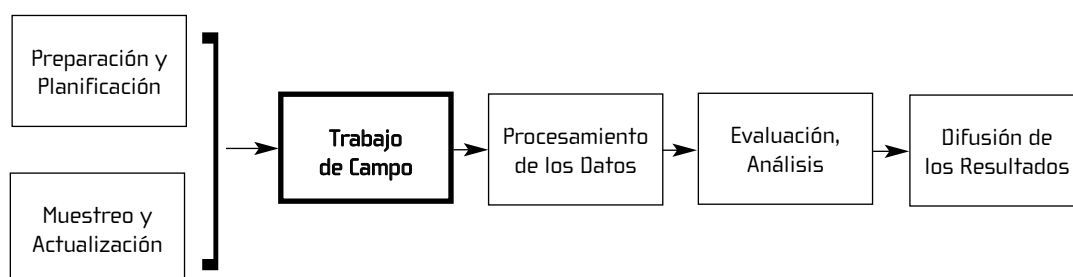 Preparación y
Planificación
Muestreo y
Actualización
Trabajo
de Campo
Procesamiento
de los Datos
Evaluación,
Análisis
Difusión de
los Resultados